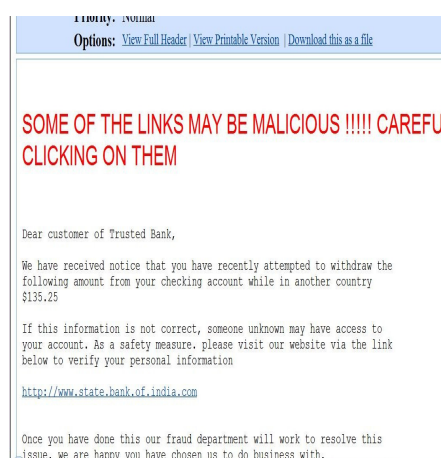 Priority: Normal
Options: View Full Header | View Printable Version | Download this as a file
SOME OF THE LINKS MAY BE MALICIOUS !!!!! CAREFU
CLICKING ON THEM
Dear customer of Trusted Bank,
We have received notice that you have recently attempted to withdraw the
following amount from your checking account while in another country
$135.25
If this information is not correct, someone unknown may have access to
your account. As a safety measure. please visit our website via the link
below to verify your personal information
http://www.state.bank.of.india.com
Once you have done this our fraud department will work to resolve this
issue. we are happy you have chosen us to do business with.